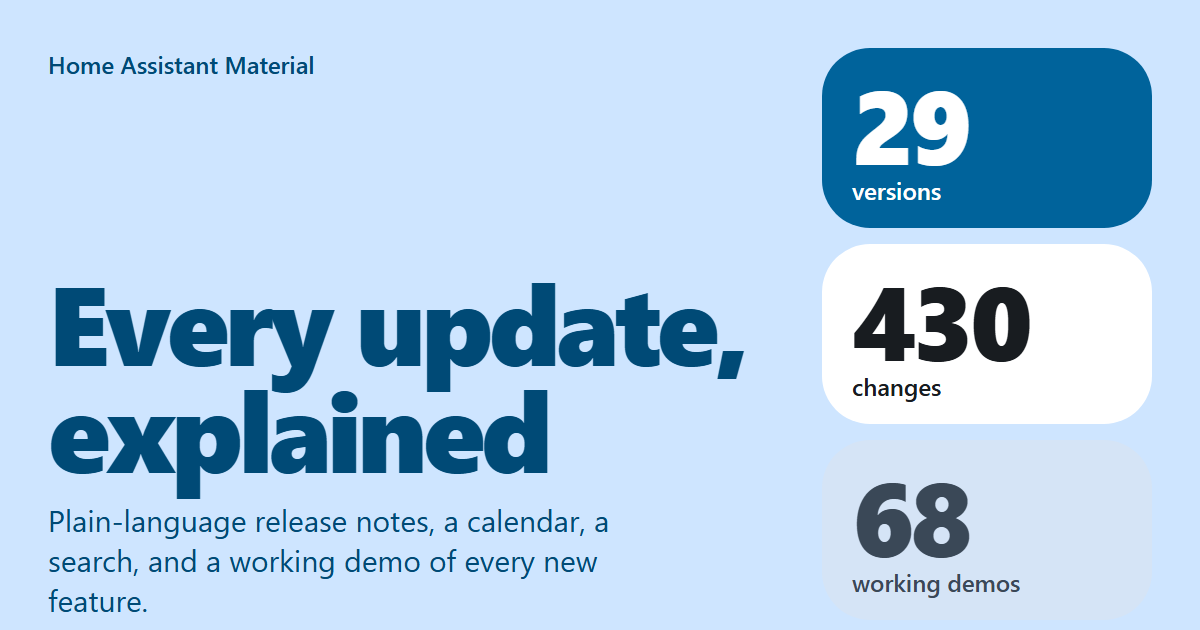 Home Assistant Material
Every update,
explained
Plain-language release notes, a calendar, a
search, and a working demo of every new
feature.
29
versions
430
changes
68
working demos